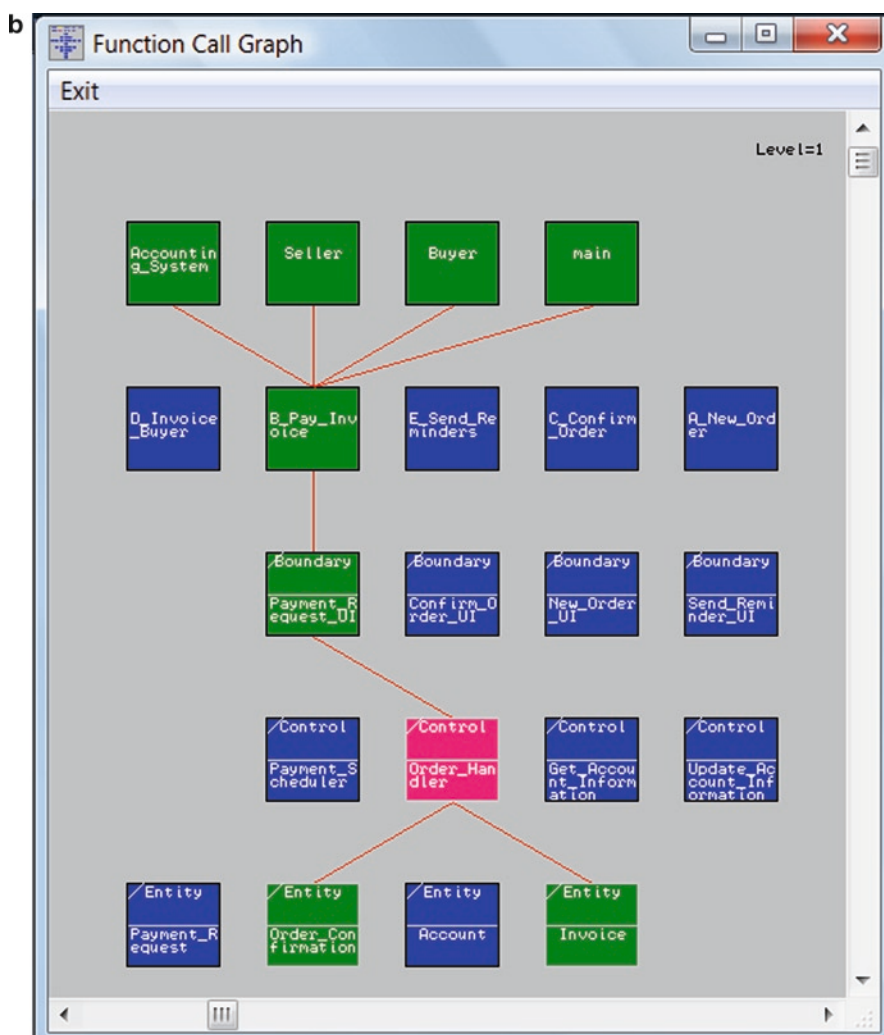 b
Function Call Graph
Exit
Level=1
Accountin
g_System
Seller
Buyer
main
D_Invoice
_Buyer
B_Pay_Inv
oice
E_Send_Re
minders
C_Confirm
_Order
A_New_Ord
er
/Boundary
Payment_R
equest_UI
/Boundary
Confirm_O
rder_UI
/Boundary
New_Order
_UI
/Boundary
Send_Remi
nder_UI
/Control
Payment_S
cheduler
/Control
Order_Han
dler
/Control
Get_Accou
nt_Inform
ation
/Control
Update_Ac
count_Inf
ormation
/Entity
Payment_R
equest
/Entity
Order_Con
firmation
/Entity
Account
/Entity
Invoice